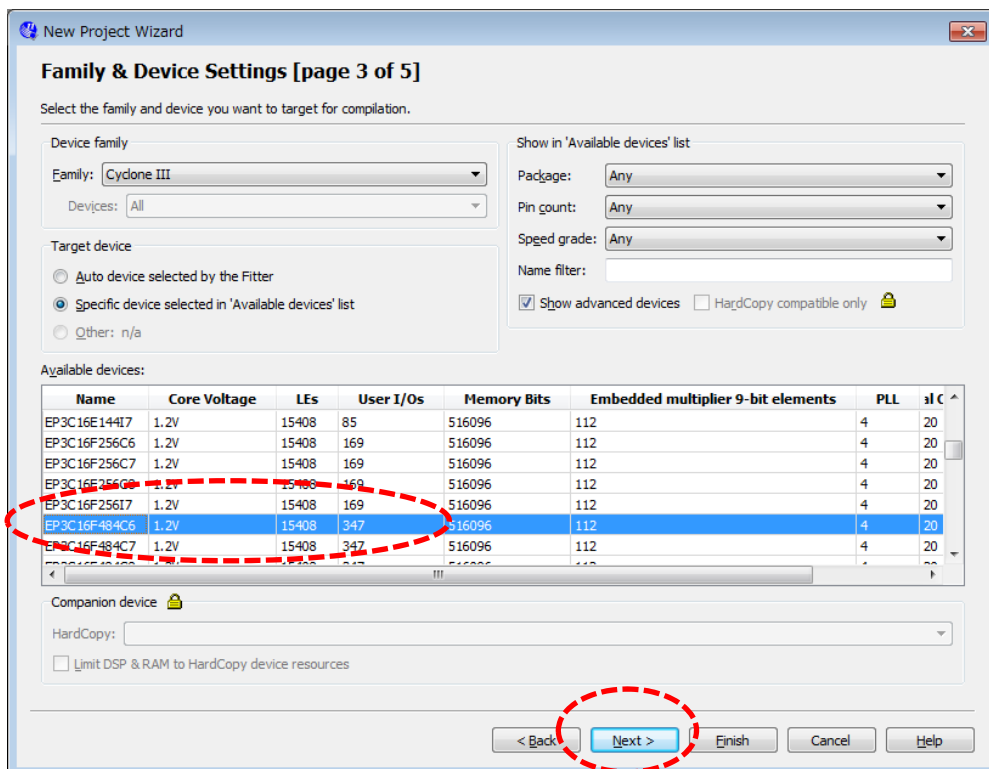 New Project Wizard
Family & Device Settings [page 3 of 5]
Select the family and device you want to target for compilation.
Device family
Family: Cyclone III
Devices: All
Show in 'Available devices' list
Package: Any
Pin count: Any
Speed grade: Any
Name filter:
Show advanced devices HardCopy compatible only
Target device
Auto device selected by the Fitter
Specific device selected in 'Available devices' list
Other: n/a
Available devices:
Name Core Voltage LEs User I/Os Memory Bits Embedded multiplier 9-bit elements PLL
EP3C16E144I7 1.2V 15408 85 516096 112 4 20
EP3C16F256C6 1.2V 15408 169 516096 112 4 20
EP3C16F256C7 1.2V 15408 169 516096 112 4 20
EP3C16F256C8 1.2V 15408 169 516096 112 4 20
EP3C16F256I7 1.2V 15408 169 516096 112 4 20
EP3C16F484C6 1.2V 15408 347 516096 112 4 20
EP3C16F484C7 1.2V 15408 347 516096 112 4 20
Companion device
HardCopy:
Limit DSP & RAM to HardCopy device resources
< Back Next > Finish Cancel Help